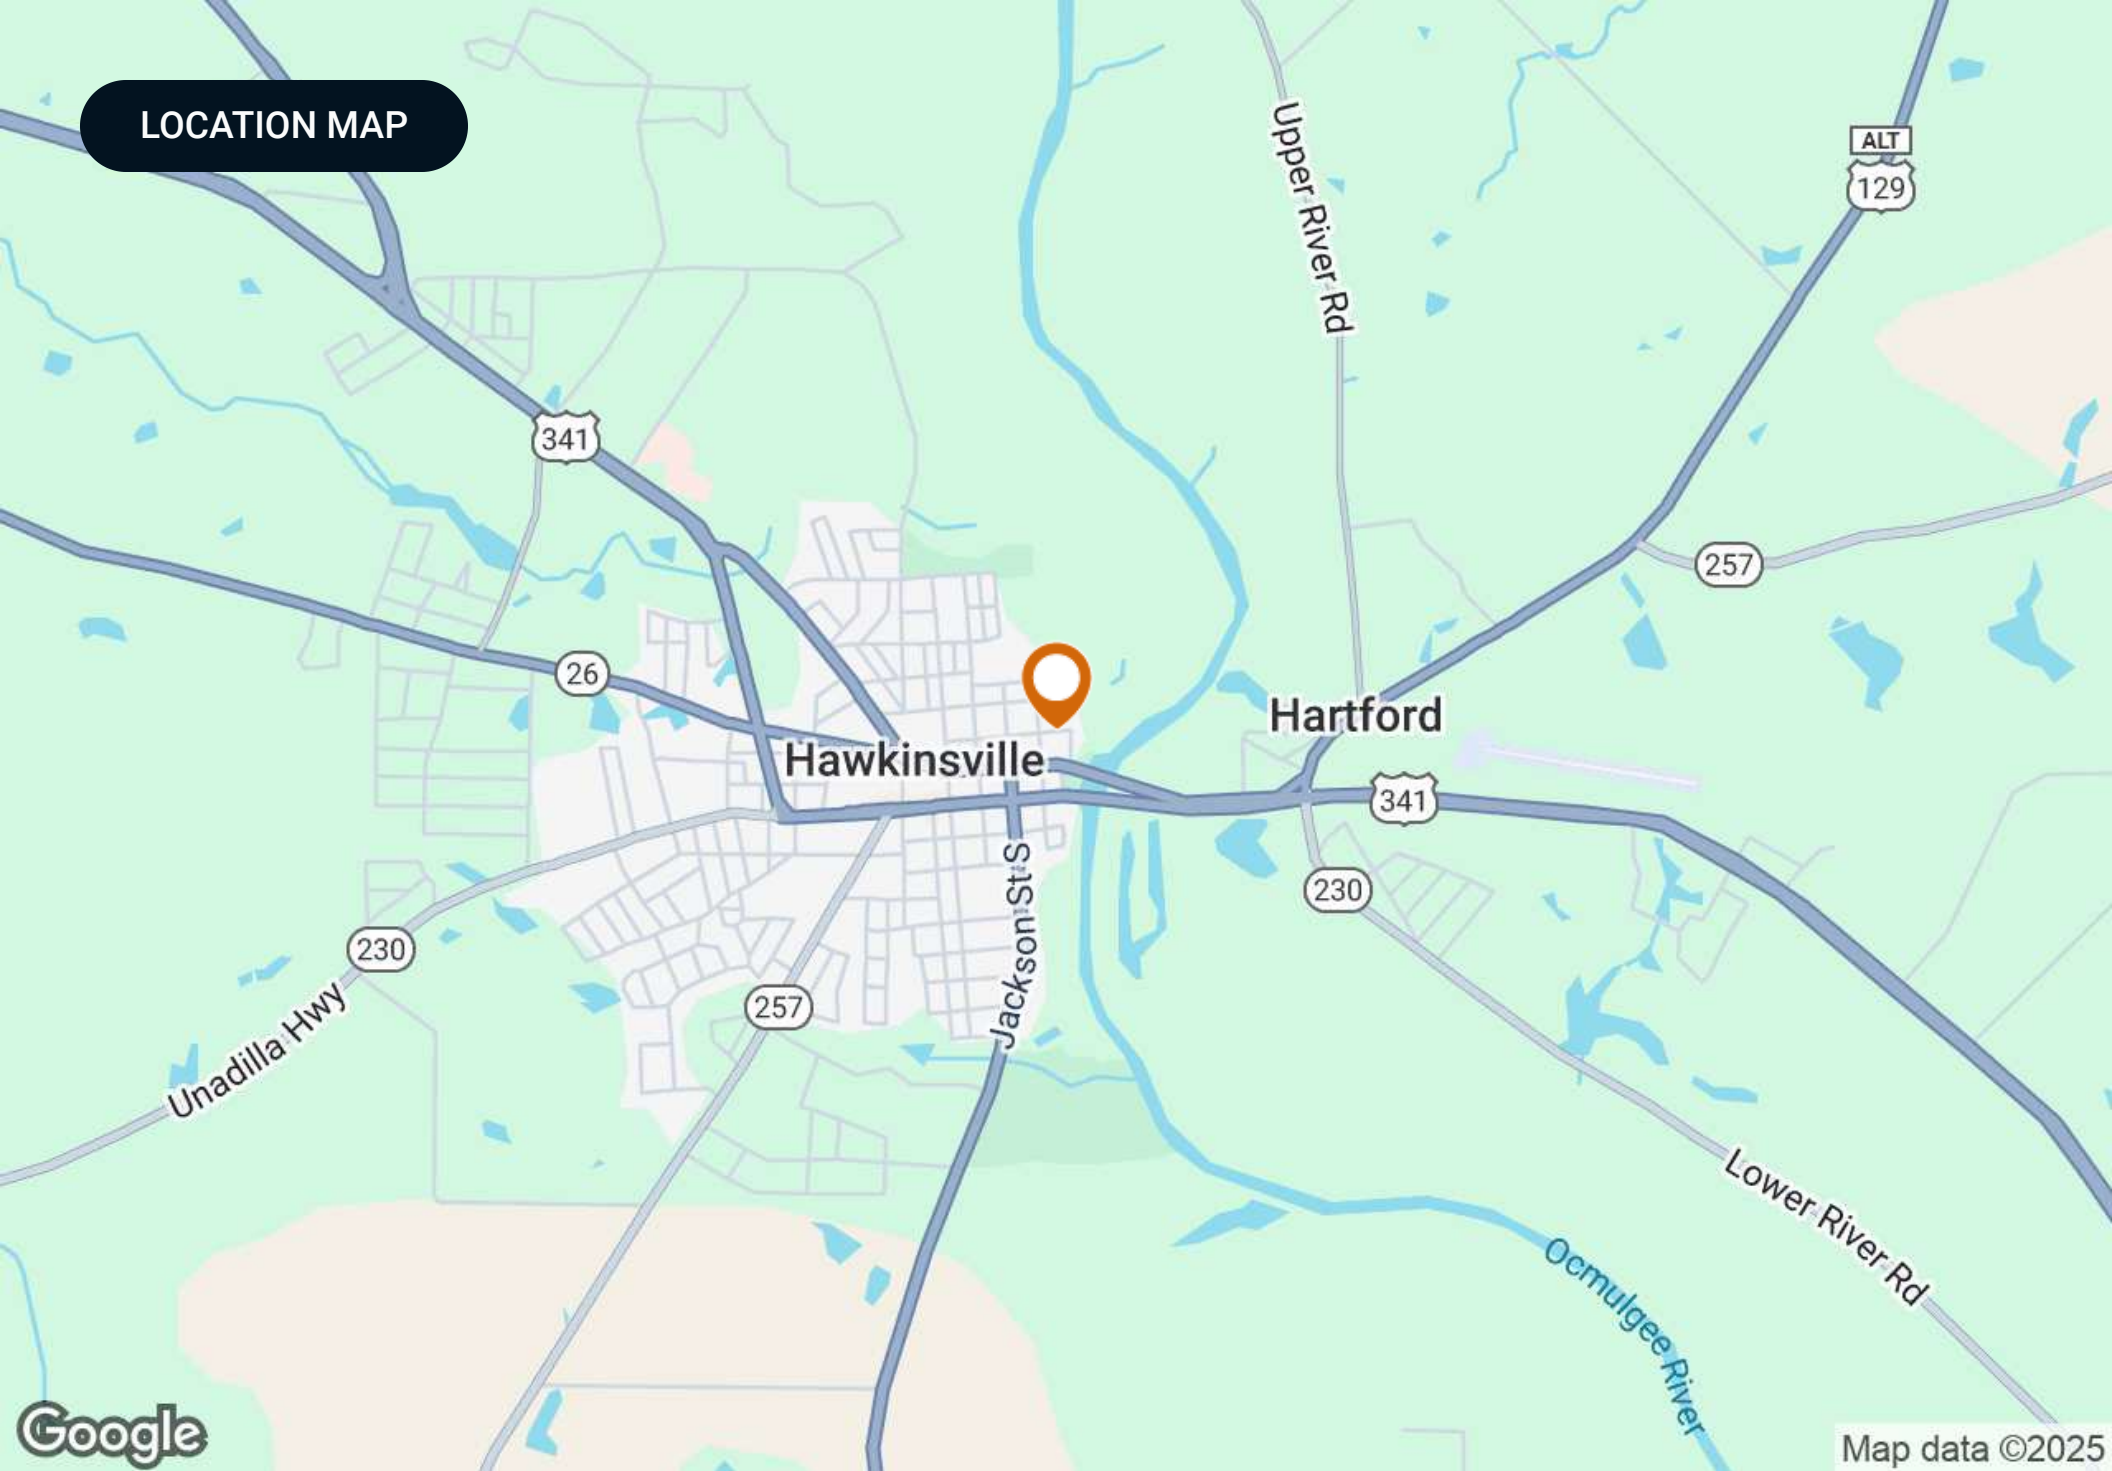 LOCATION MAP
ALT
129
Upper River Rd
341
257
26
Hartford
Hawkinsville
341
230
Jackson St S
230
257
Unadilla Hwy
Lower River Rd
Ocmulgee River
Google
Map data ©2025